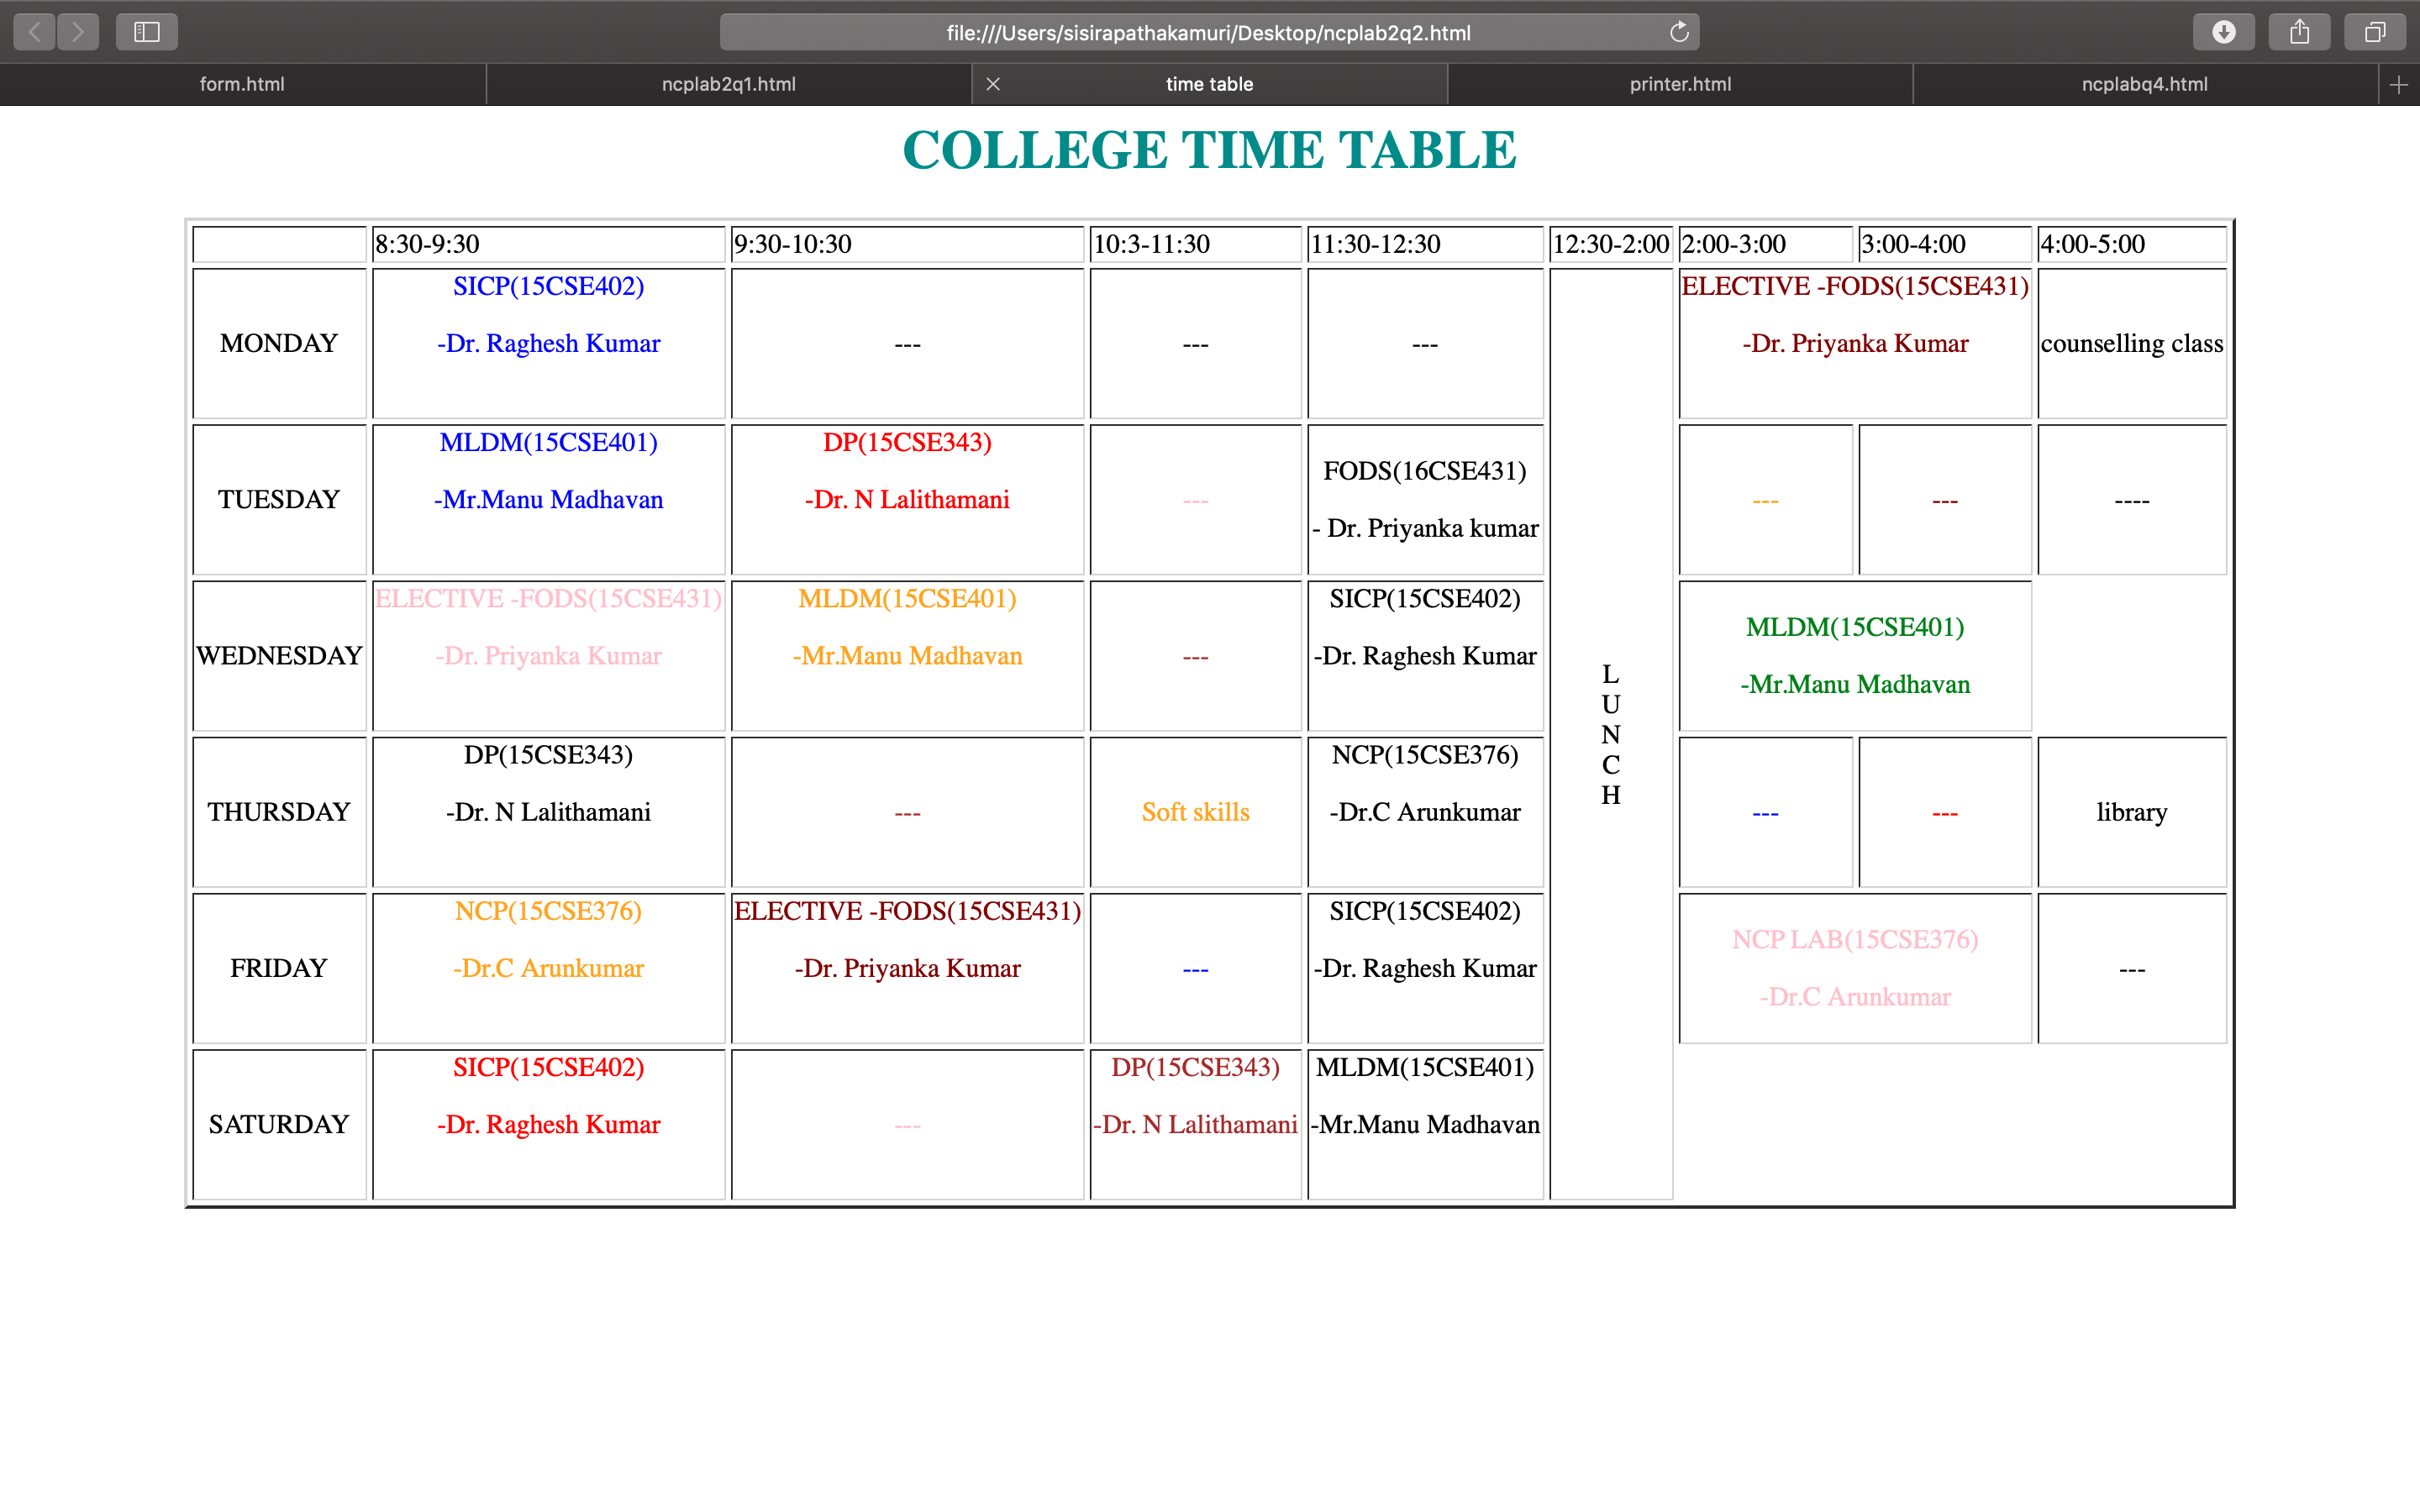 file:///Users/sisirapathakamuri/Desktop/ncplab2q2.html
form.html
ncplab2q1.html
time table
printer.html
ncplabq4.html
COLLEGE TIME TABLE
8:30-9:30
9:30-10:30
10:3-11:30
11:30-12:30
12:30-2:00
2:00-3:00
3:00-4:00
4:00-5:00
MONDAY
SICP(15CSE402)
-Dr. Raghesh Kumar
---
---
---
L
U
N
C
H
ELECTIVE -FODS(15CSE431)
-Dr. Priyanka Kumar
counselling class
TUESDAY
MLDM(15CSE401)
-Mr.Manu Madhavan
DP(15CSE343)
-Dr. N Lalithamani
---
FODS(16CSE431)
- Dr. Priyanka kumar
---
---
----
WEDNESDAY
ELECTIVE -FODS(15CSE431)
-Dr. Priyanka Kumar
MLDM(15CSE401)
-Mr.Manu Madhavan
---
SICP(15CSE402)
-Dr. Raghesh Kumar
MLDM(15CSE401)
-Mr.Manu Madhavan
THURSDAY
DP(15CSE343)
-Dr. N Lalithamani
---
Soft skills
NCP(15CSE376)
-Dr.C Arunkumar
---
---
library
FRIDAY
NCP(15CSE376)
-Dr.C Arunkumar
ELECTIVE -FODS(15CSE431)
-Dr. Priyanka Kumar
---
SICP(15CSE402)
-Dr. Raghesh Kumar
NCP LAB(15CSE376)
-Dr.C Arunkumar
---
SATURDAY
SICP(15CSE402)
-Dr. Raghesh Kumar
---
DP(15CSE343)
-Dr. N Lalithamani
MLDM(15CSE401)
-Mr.Manu Madhavan